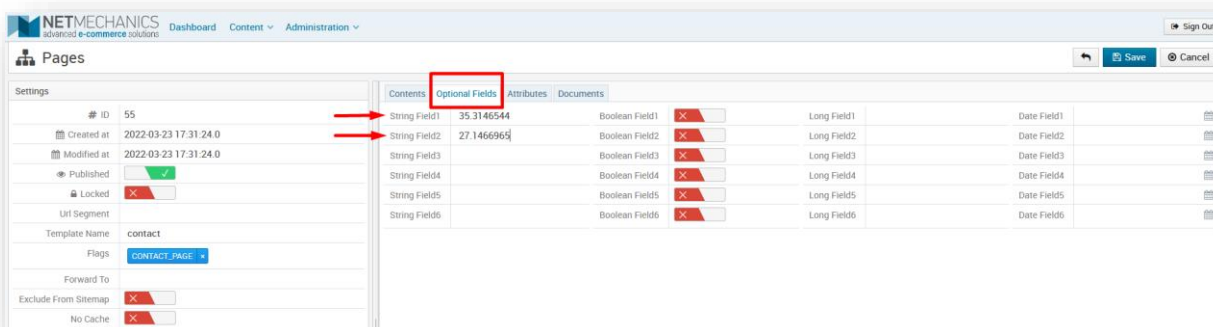 NETMECHANICS
advanced e-commerce solutions
Dashboard Content Administration
Sign Out
Pages
Save Cancel
Settings
# ID 55
Created at 2022-03-23 17:31:24.0
Modified at 2022-03-23 17:31:24.0
Published
Locked
Url Segment
Template Name contact
Flags CONTACT_PAGE ×
Forward To
Exclude From Sitemap
No Cache
Contents Optional Fields Attributes Documents
String Field1 35.3146544 Boolean Field1 Long Field1 Date Field1
String Field2 27.1466965 Boolean Field2 Long Field2 Date Field2
String Field3 Boolean Field3 Long Field3 Date Field3
String Field4 Boolean Field4 Long Field4 Date Field4
String Field5 Boolean Field5 Long Field5 Date Field5
String Field6 Boolean Field6 Long Field6 Date Field6